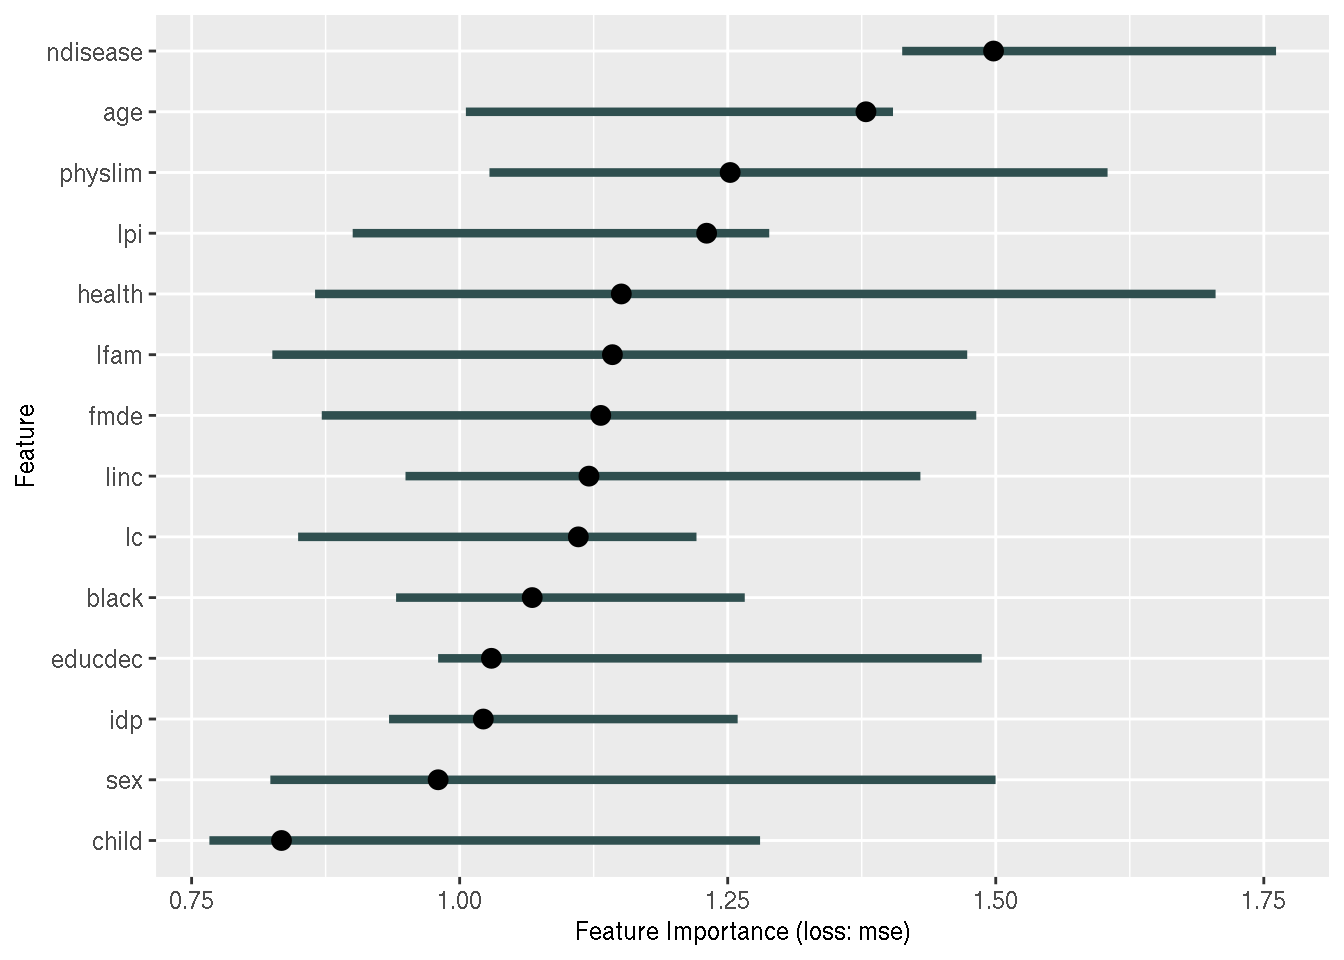 ndisease
age
physlim
lpi
health
lfam
fmde
linc
lc
black
educdec
idp
sex
child
Feature
0.75 1.00 1.25 1.50 1.75
Feature Importance (loss: mse)